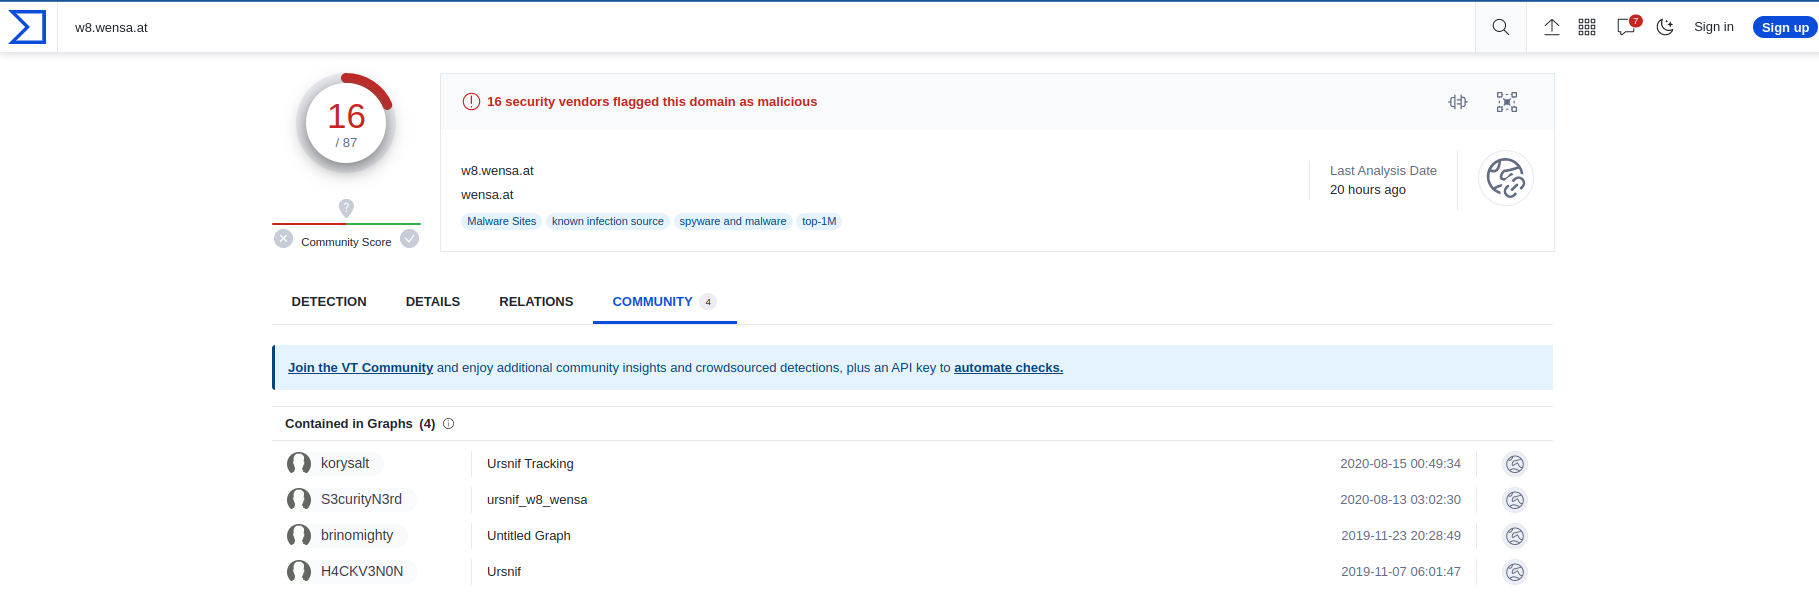 w8.wensa.at
7
Sign in
Sign up
16
/ 87
Community Score
16 security vendors flagged this domain as malicious
w8.wensa.at
wensa.at
Malware Sites known infection source spyware and malware top-1M
Last Analysis Date
20 hours ago
DETECTION DETAILS RELATIONS COMMUNITY 4
Join the VT Community and enjoy additional community insights and crowdsourced detections, plus an API key to automate checks.
Contained in Graphs (4)
korysalt Ursnif Tracking 2020-08-15 00:49:34
S3curityN3rd ursnif_w8_wensa 2020-08-13 03:02:30
brinomighty Untitled Graph 2019-11-23 20:28:49
H4CKV3N0N Ursnif 2019-11-07 06:01:47